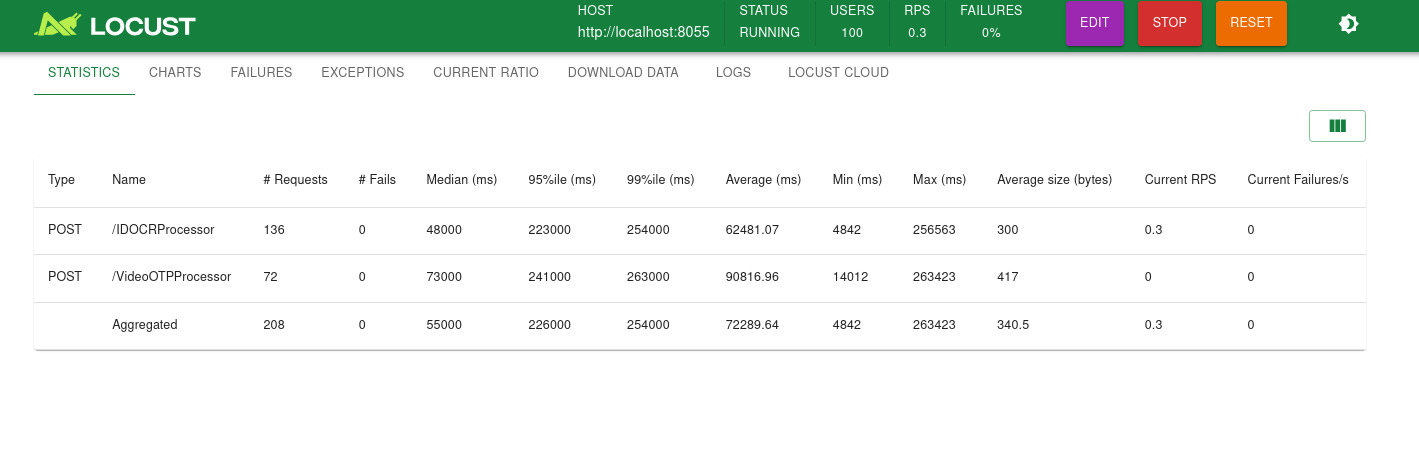 LOCUST
HOST
http://localhost:8055
STATUS
RUNNING
USERS
100
RPS
0.3
FAILURES
0%
EDIT
STOP
RESET
STATISTICS CHARTS FAILURES EXCEPTIONS CURRENT RATIO DOWNLOAD DATA LOGS LOCUST CLOUD
Type Name # Requests # Fails Median (ms) 95%ile (ms) 99%ile (ms) Average (ms) Min (ms) Max (ms) Average size (bytes) Current RPS Current Failures/s
POST /IDOCRProcessor 136 0 48000 223000 254000 62481.07 4842 256563 300 0.3 0
POST /VideoOTPProcessor 72 0 73000 241000 263000 90816.96 14012 263423 417 0 0
Aggregated 208 0 55000 226000 254000 72289.64 4842 263423 340.5 0.3 0